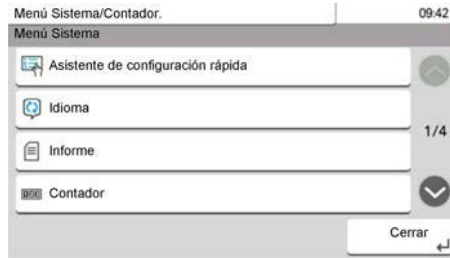 Menú Sistema/Contador.
09:42
Menú Sistema
Asistente de configuración rápida
Idioma
1/4
Informe
Contador
Cerrar